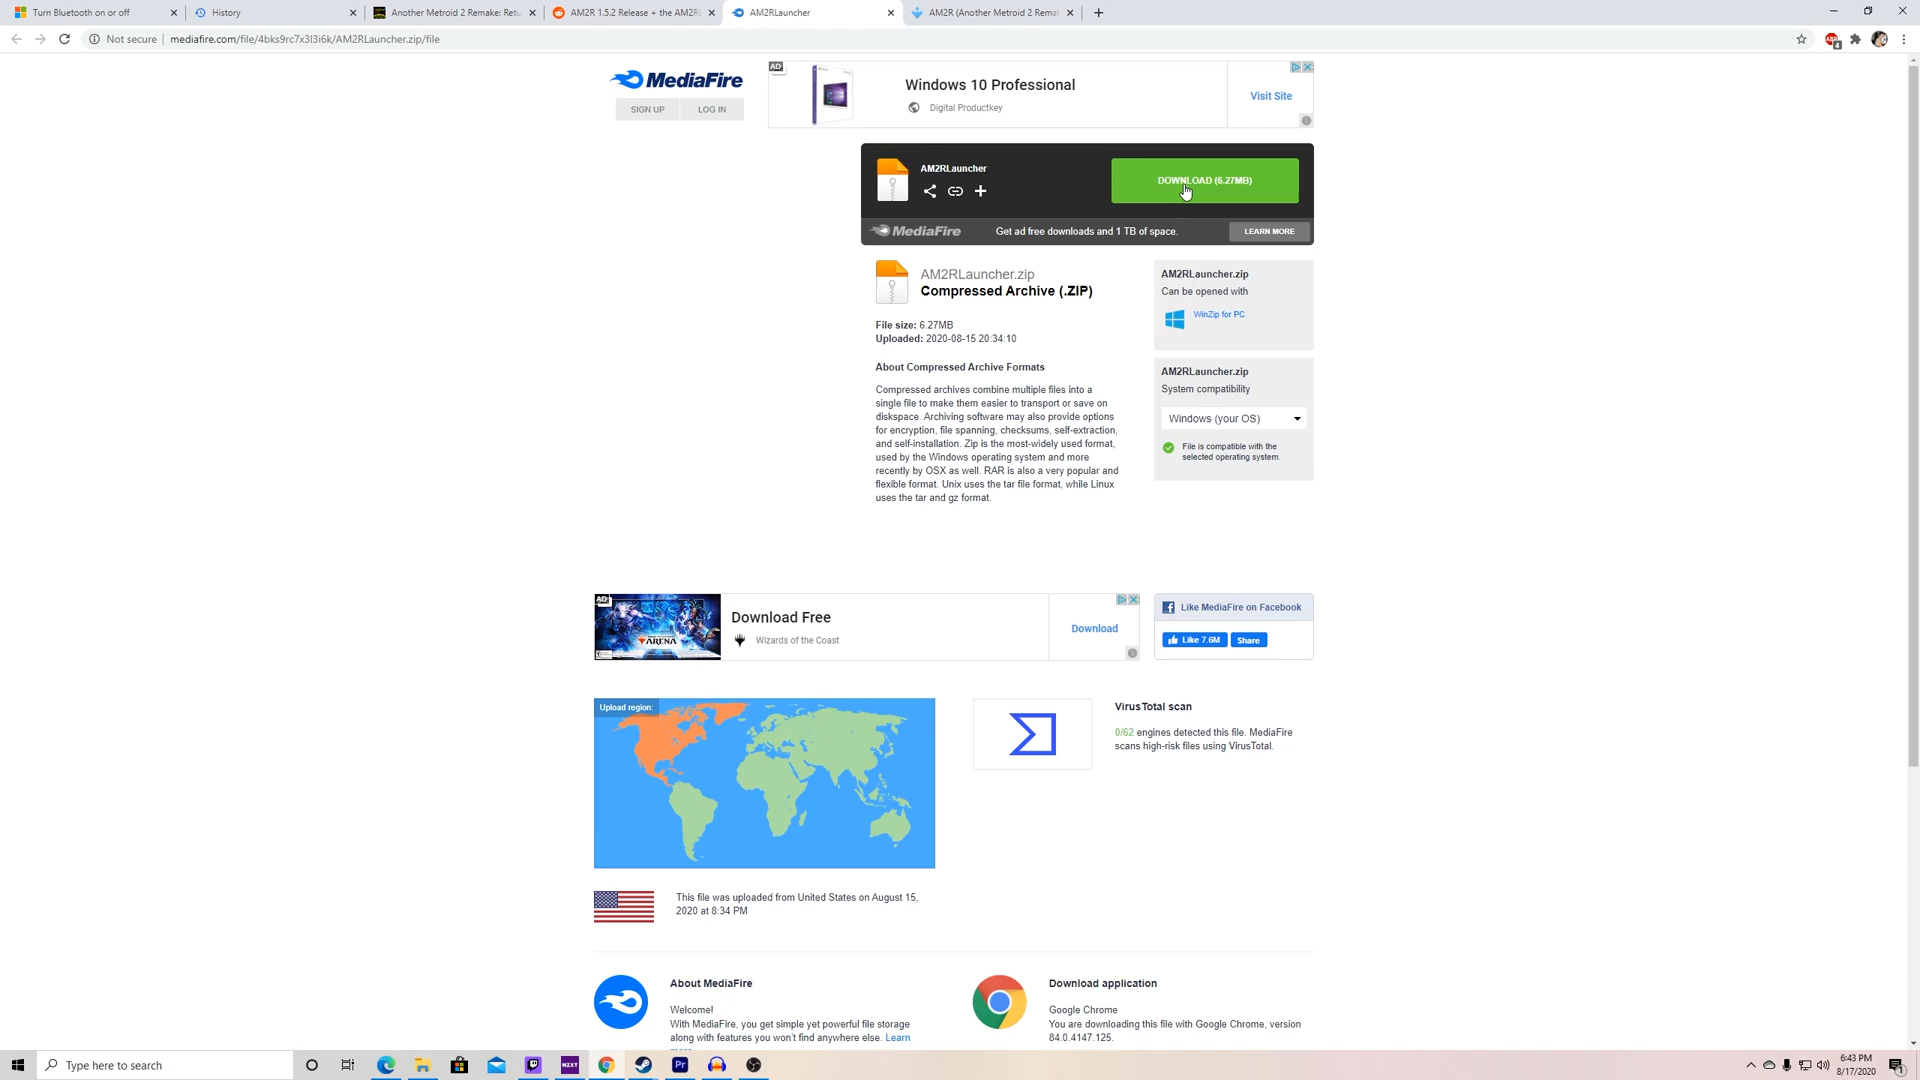 Turn Bluetooth on or off
History
Another Metroid 2 Remake: Retu
AM2R 1.5.2 Release + the AM2RL
AM2RLauncher
AM2R (Another Metroid 2 Remak
Not secure | mediafire.com/file/4bks9rc7x3l3i6k/AM2RLauncher.zip/file
MediaFire
SIGN UP
LOG IN
AD
Windows 10 Professional
Digital Productkey
Visit Site
AM2RLauncher
DOWNLOAD (6.27MB)
MediaFire
Get ad free downloads and 1 TB of space.
LEARN MORE
AM2RLauncher.zip
Compressed Archive (.ZIP)
File size: 6.27MB
Uploaded: 2020-08-15 20:34:10
About Compressed Archive Formats
Compressed archives combine multiple files into a
single file to make them easier to transport or save on
diskspace. Archiving software may also provide options
for encryption, file spanning, checksums, self-extraction,
and self-installation. Zip is the most-widely used format,
used by the Windows operating system and more
recently by OSX as well. RAR is also a very popular and
flexible format. Unix uses the tar file format, while Linux
uses the tar and gz format.
AM2RLauncher.zip
Can be opened with
WinZip for PC
AM2RLauncher.zip
System compatibility
Windows (your OS)
File is compatible with the
selected operating system.
AD
ARENA
Download Free
Wizards of the Coast
Download
Like MediaFire on Facebook
Like 7.6M
Share
Upload region:
VirusTotal scan
0/62 engines detected this file. MediaFire
scans high-risk files using VirusTotal.
This file was uploaded from United States on August 15,
2020 at 8:34 PM
About MediaFire
Welcome!
With MediaFire, you get simple yet powerful file storage
along with features you won't find anywhere else. Learn
Download application
Google Chrome
You are downloading this file with Google Chrome, version
84.0.4147.125.
Type here to search
NZXT
Pr
6:43 PM
8/17/2020